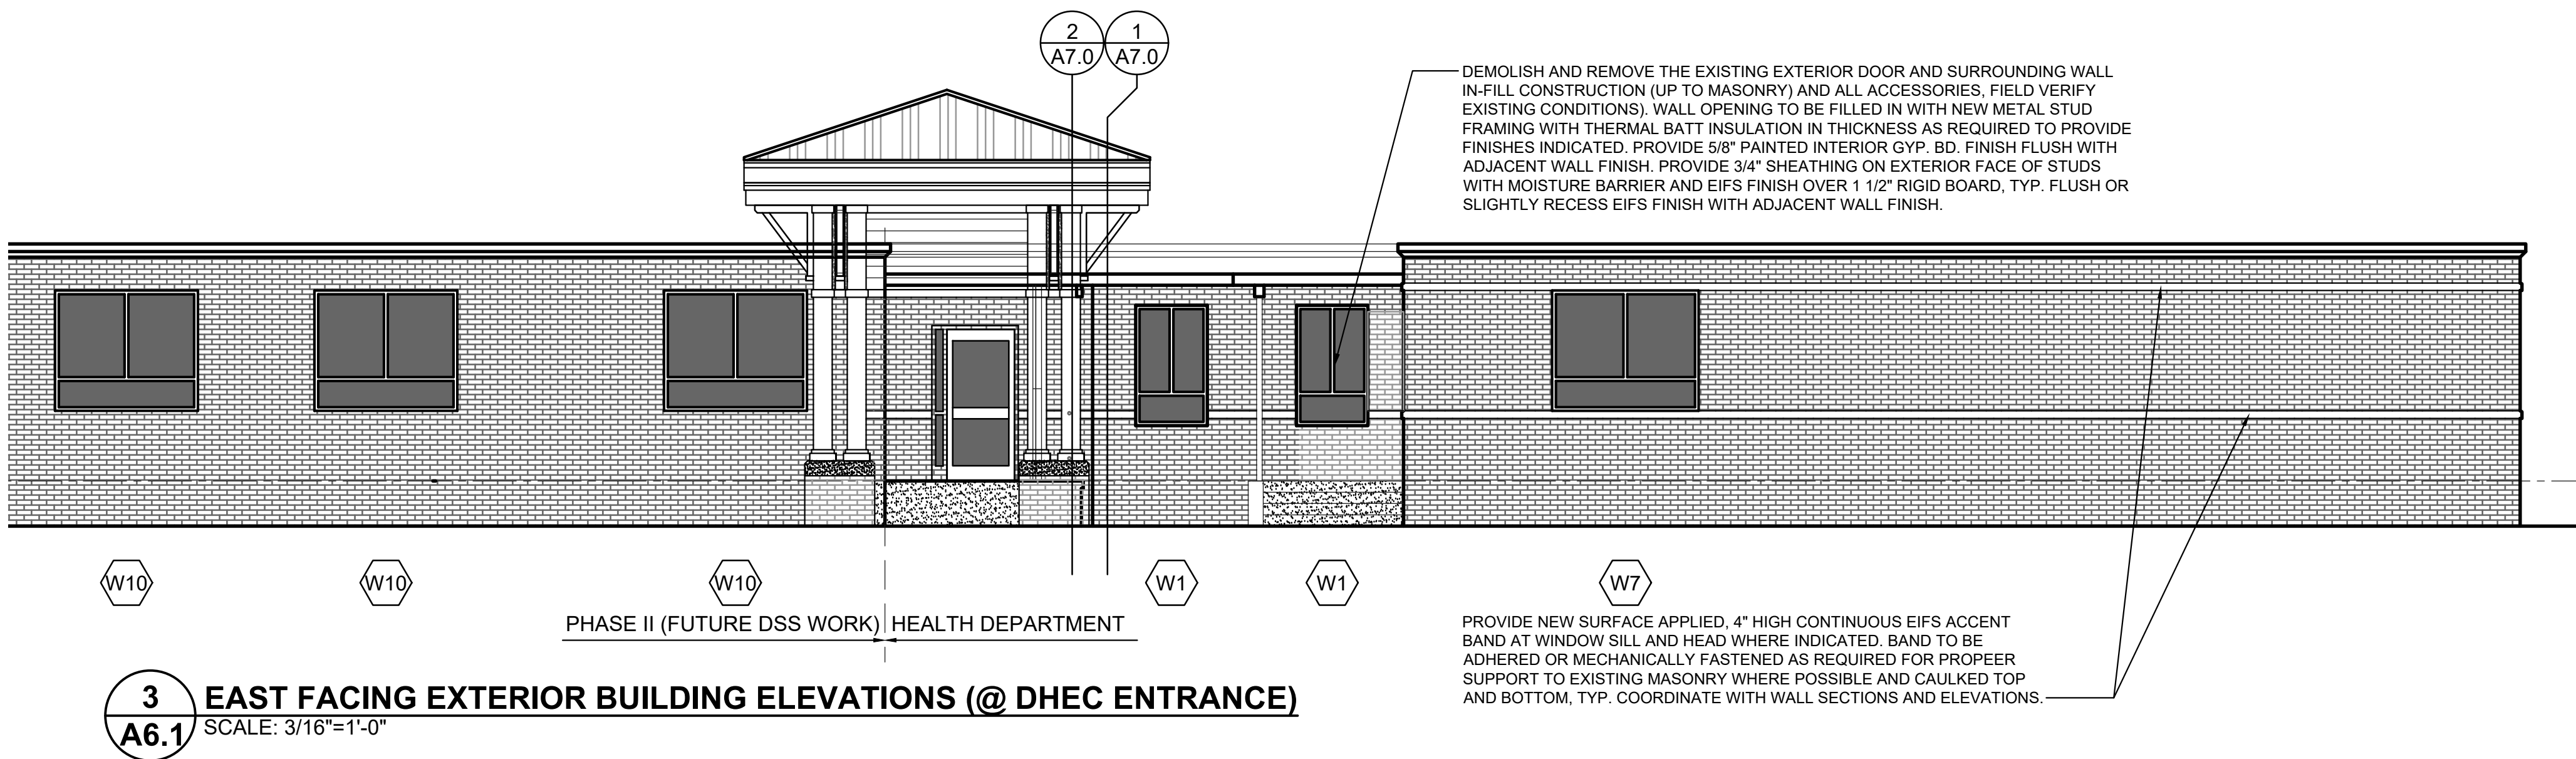 2
A7.0
1
A7.0
DEMOLISH AND REMOVE THE EXISTING EXTERIOR DOOR AND SURROUNDING WALL
IN-FILL CONSTRUCTION (UP TO MASONRY) AND ALL ACCESSORIES, FIELD VERIFY
EXISTING CONDITIONS). WALL OPENING TO BE FILLED IN WITH NEW METAL STUD
FRAMING WITH THERMAL BATT INSULATION IN THICKNESS AS REQUIRED TO PROVIDE
FINISHES INDICATED. PROVIDE 5/8" PAINTED INTERIOR GYP. BD. FINISH FLUSH WITH
ADJACENT WALL FINISH. PROVIDE 3/4" SHEATHING ON EXTERIOR FACE OF STUDS
WITH MOISTURE BARRIER AND EIFS FINISH OVER 1 1/2" RIGID BOARD, TYP. FLUSH OR
SLIGHTLY RECESS EIFS FINISH WITH ADJACENT WALL FINISH.
W10
W10
W10
W1
W1
W7
PHASE II (FUTURE DSS WORK)
HEALTH DEPARTMENT
PROVIDE NEW SURFACE APPLIED, 4" HIGH CONTINUOUS EIFS ACCENT
BAND AT WINDOW SILL AND HEAD WHERE INDICATED. BAND TO BE
ADHERED OR MECHANICALLY FASTENED AS REQUIRED FOR PROPEER
SUPPORT TO EXISTING MASONRY WHERE POSSIBLE AND CAULKED TOP
AND BOTTOM, TYP. COORDINATE WITH WALL SECTIONS AND ELEVATIONS.
3
A6.1
EAST FACING EXTERIOR BUILDING ELEVATIONS (@ DHEC ENTRANCE)
SCALE: 3/16"=1'-0"